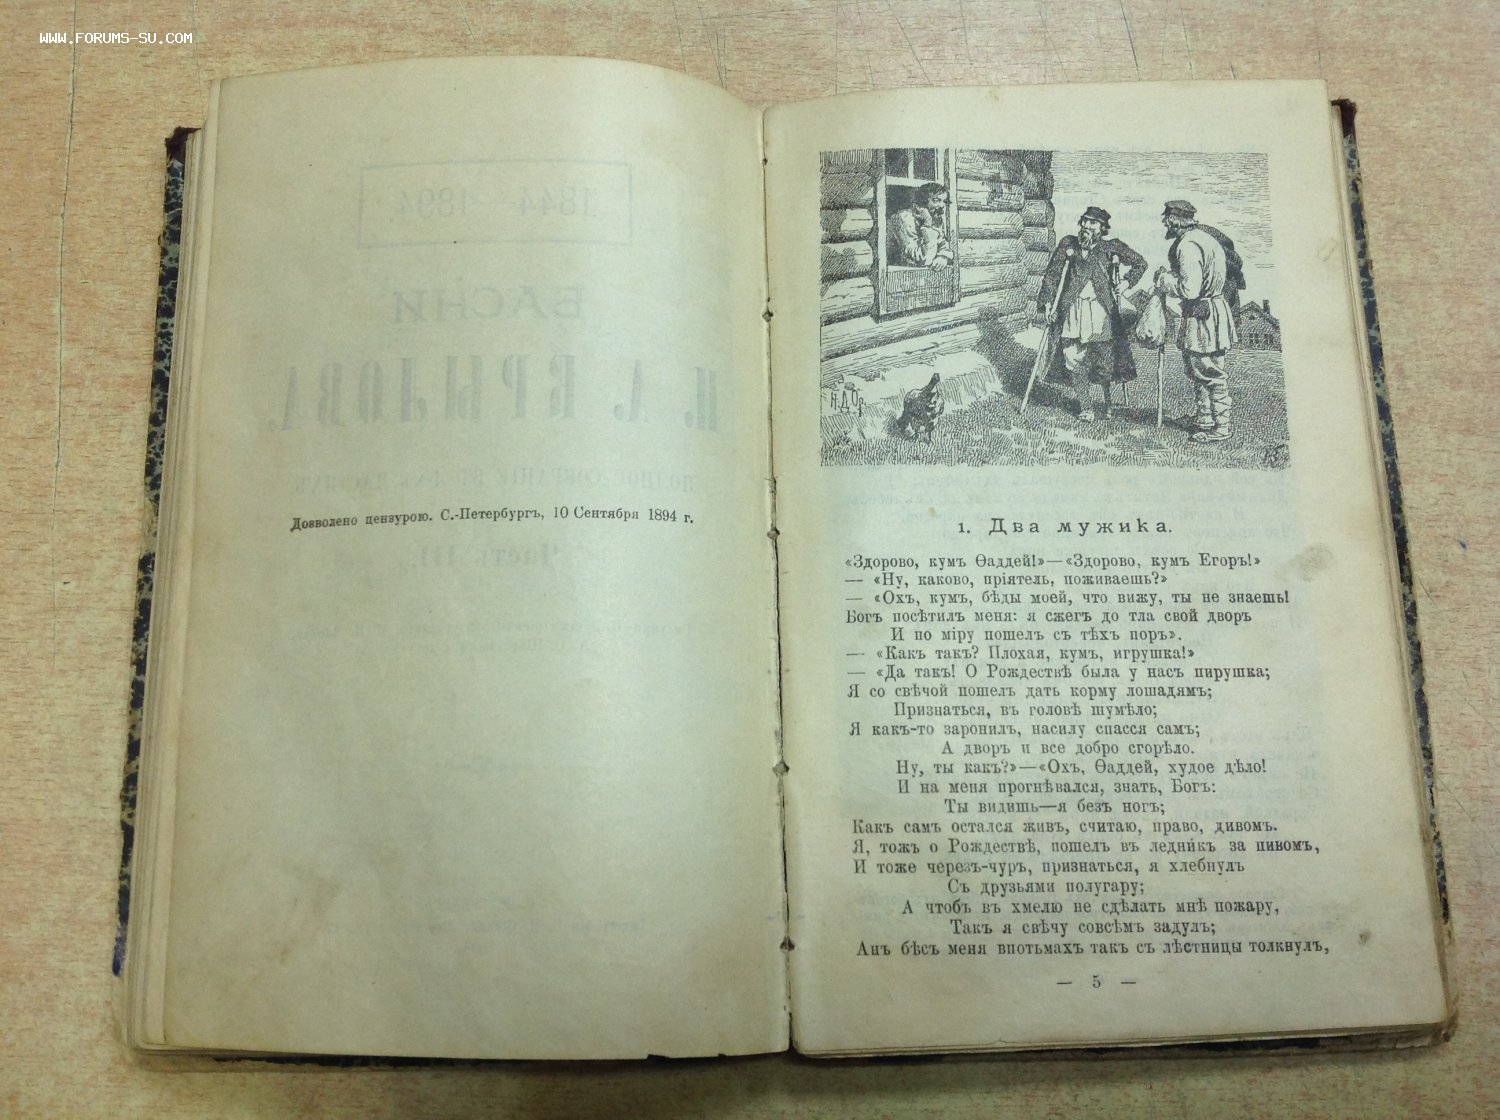 WWW.FORUMS-SU.COM
1844 1894
БАСНИ
И. А. КРЫЛОВА.
Дозволено цензурою. С.-Петербургъ, 10 Сентября 1894 г.
Н.Д.Ор
1. Два мужика.
«Здорово, кумъ Ѳаддей!»—«Здорово, кумъ Егоръ!»
— «Ну, каково, пріятель, поживаешь?»
— «Охъ, кумъ, бѣды моей, что вижу, ты не знаешь!
Богъ посѣтилъ меня: я сжегъ до тла свой дворъ
И по міру пошелъ съ тѣхъ поръ».
— «Какъ такъ? Плохая, кумъ, игрушка!»
— «Да такъ! О Рождествѣ была у насъ пирушка;
Я со свѣчой пошелъ дать корму лошадямъ;
Признаться, въ головѣ шумѣло;
Я какъ-то заронилъ, насилу спасся самъ;
А дворъ и все добро сгорѣло.
Ну, ты какъ?»—«Охъ, Ѳаддей, худое дѣло!
И на меня прогнѣвался, знать, Богъ:
Ты видишь—я безъ ногъ;
Какъ самъ остался живъ, считаю, право, дивомъ.
Я, тожъ о Рождествѣ, пошелъ въ ледникъ за пивомъ,
И тоже черезъ-чуръ, признаться, я хлебнулъ
Съ друзьями полугару;
А чтобъ въ хмелю не сдѣлать мнѣ пожару,
Такъ я свѣчу совсѣмъ задулъ;
Анъ бѣсъ меня впотьмахъ такъ съ лѣстницы толкнулъ,
— 5 —